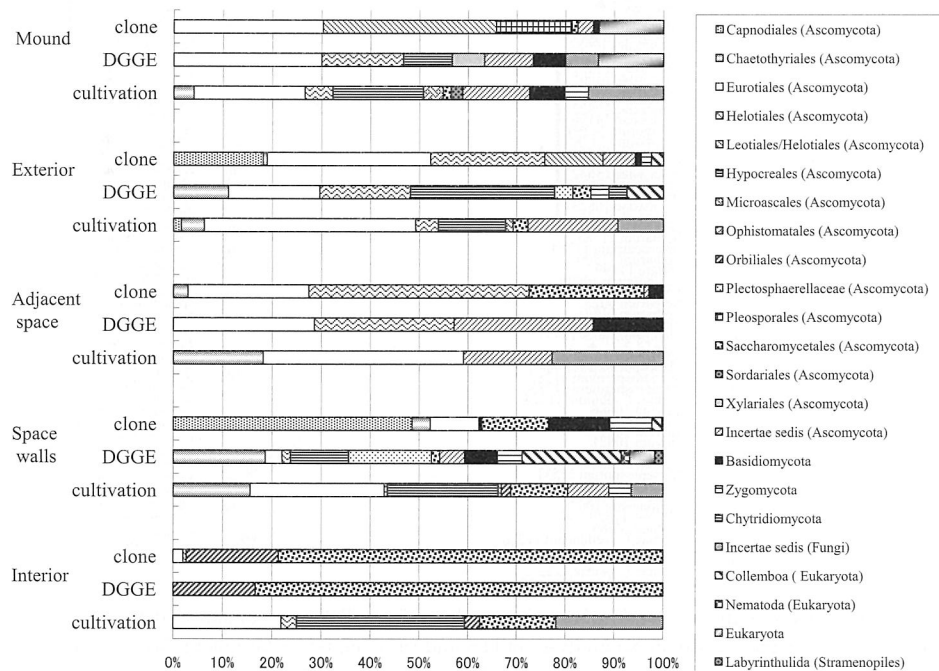 Mound
clone
DGGE
cultivation
Exterior
clone
DGGE
cultivation
Adjacent
space
clone
DGGE
cultivation
Space
walls
clone
DGGE
cultivation
Interior
clone
DGGE
cultivation
0% 10% 20% 30% 40% 50% 60% 70% 80% 90% 100%
Capnodiales (Ascomycota)
Chaetothyriales (Ascomycota)
Eurotiales (Ascomycota)
Helotiales (Ascomycota)
Leotiales/Helotiales (Ascomycota)
Hypocreales (Ascomycota)
Microascales (Ascomycota)
Ophistomatales (Ascomycota)
Orbiliales (Ascomycota)
Plectosphaerellaceae (Ascomycota)
Pleosporales (Ascomycota)
Saccharomycetales (Ascomycota)
Sordariales (Ascomycota)
Xylariales (Ascomycota)
Incertae sedis (Ascomycota)
Basidiomycota
Zygomycota
Chytridiomycota
Incertae sedis (Fungi)
Collemboa ( Eukaryota)
Nematoda (Eukaryota)
Eukaryota
Labyrinthulida (Stramenopiles)